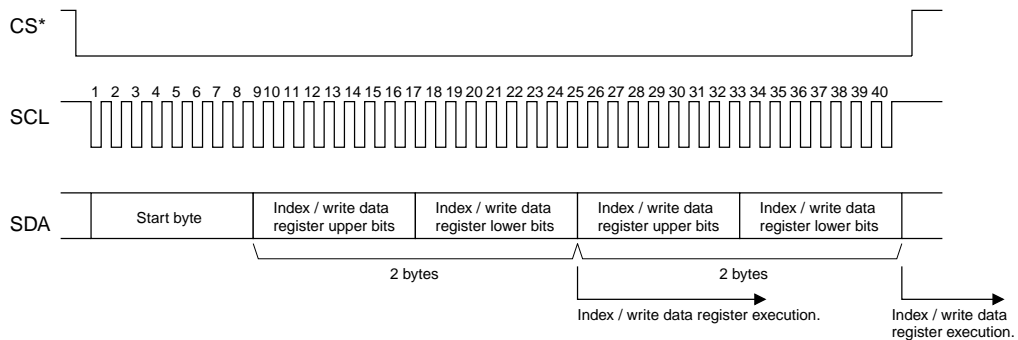 CS*
1 2 3 4 5 6 7 8 9 10 11 12 13 14 15 16 17 18 19 20 21 22 23 24 25 26 27 28 29 30 31 32 33 34 35 36 37 38 39 40
SCL
SDA
Start byte
Index / write data
register upper bits
Index / write data
register lower bits
Index / write data
register upper bits
Index / write data
register lower bits
2 bytes
2 bytes
Index / write data register execution.
Index / write data
register execution.